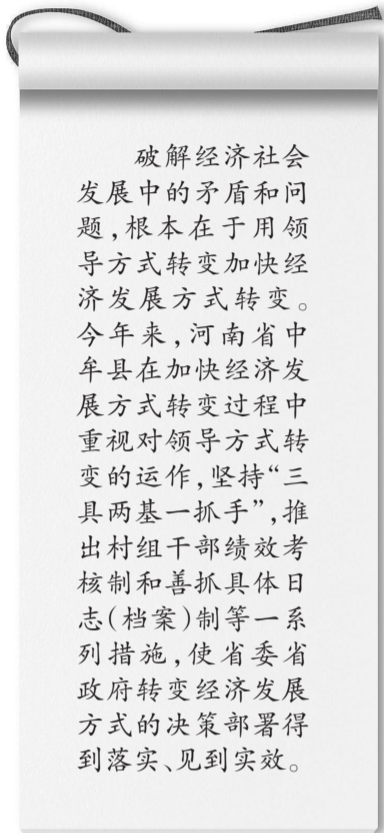 破解经济社会
发展中的矛盾和问
题,根本在于用领
导方式转变加快经
济发展方式转变。
今年来,河南省中
牟县在加快经济发
展方式转变过程中
重视对领导方式转
变的运作,坚持“三
具两基一抓手”,推
出村组干部绩效考
核制和善抓具体日
志(档案)制等一系
列措施,使省委省
政府转变经济发展
方式的决策部署得
到落实、见到实效。